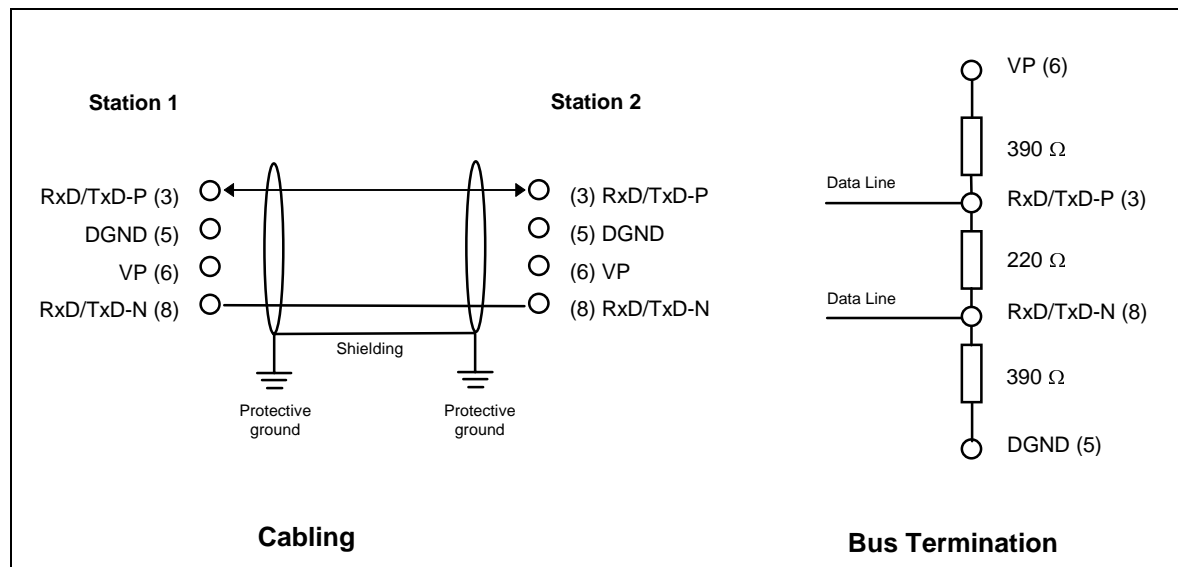 Station 1
Station 2
RxD/TxD-P (3)
DGND (5)
VP (6)
RxD/TxD-N (8)
(3) RxD/TxD-P
(5) DGND
(6) VP
(8) RxD/TxD-N
Shielding
Protective
ground
Protective
ground
Cabling
VP (6)
390 Ω
Data Line
RxD/TxD-P (3)
220 Ω
Data Line
RxD/TxD-N (8)
390 Ω
DGND (5)
Bus Termination